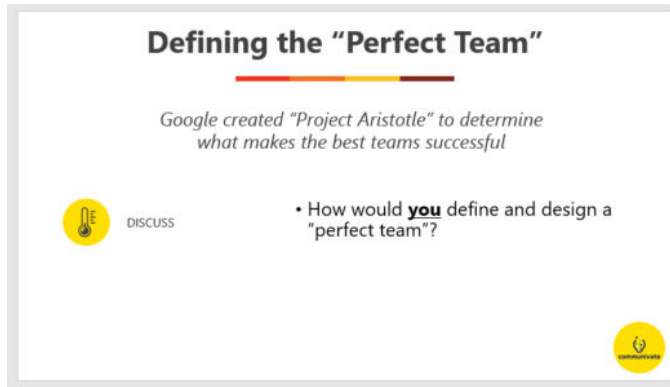 Defining the “Perfect Team”
Google created “Project Aristotle” to determine
what makes the best teams successful
DISCUSS
• How would you define and design a
“perfect team”?
communivate